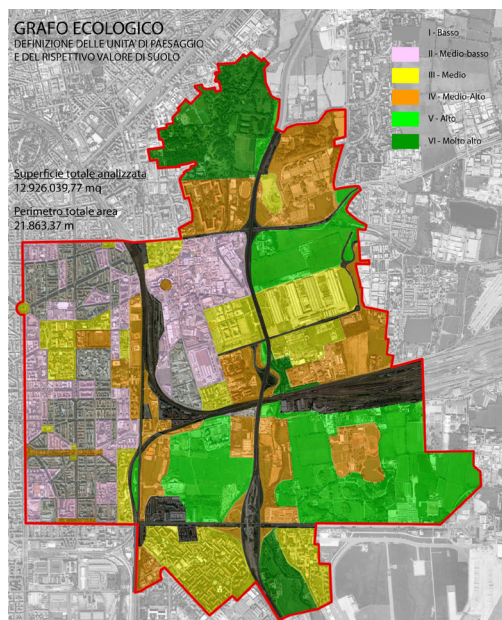 GRAFO ECOLOGICO
DEFINIZIONE DELLE UNITA' DI PAESAGGIO
E DEL RISPETTIVO VALORE DI SUOLO
Superficie totale analizzata
12.926.039,77 mq
Perimetro totale area
21.863,37 m
I - Basso
II - Medio-basso
III - Medio
IV - Medio-Alto
V - Alto
VI - Molto alto